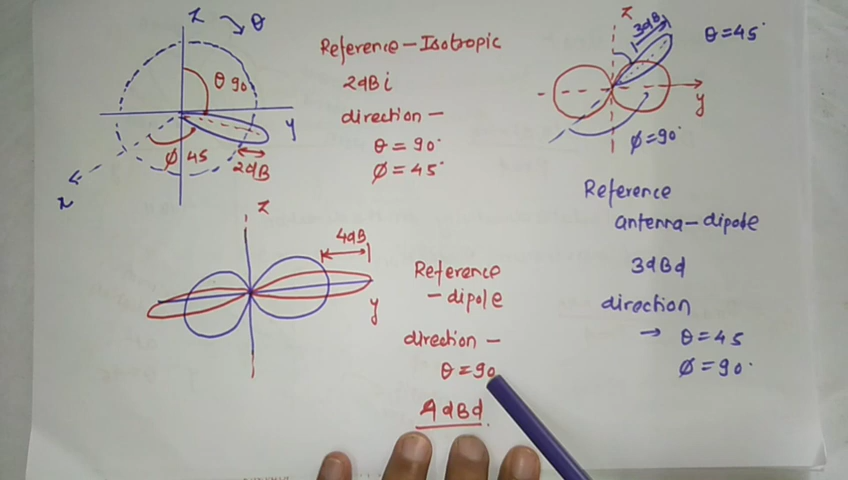 z
θ
θ 90
y
φ 45
2dB
x
Reference - Isotropic
2dBi
direction -
θ = 90°
φ = 45°
z
3dB
θ = 45°
y
φ = 90°
Reference
antenna - dipole
3dBd
direction
→ θ = 45
φ = 90°
z
4dB
y
Reference
- dipole
direction -
θ = 90
4dBd